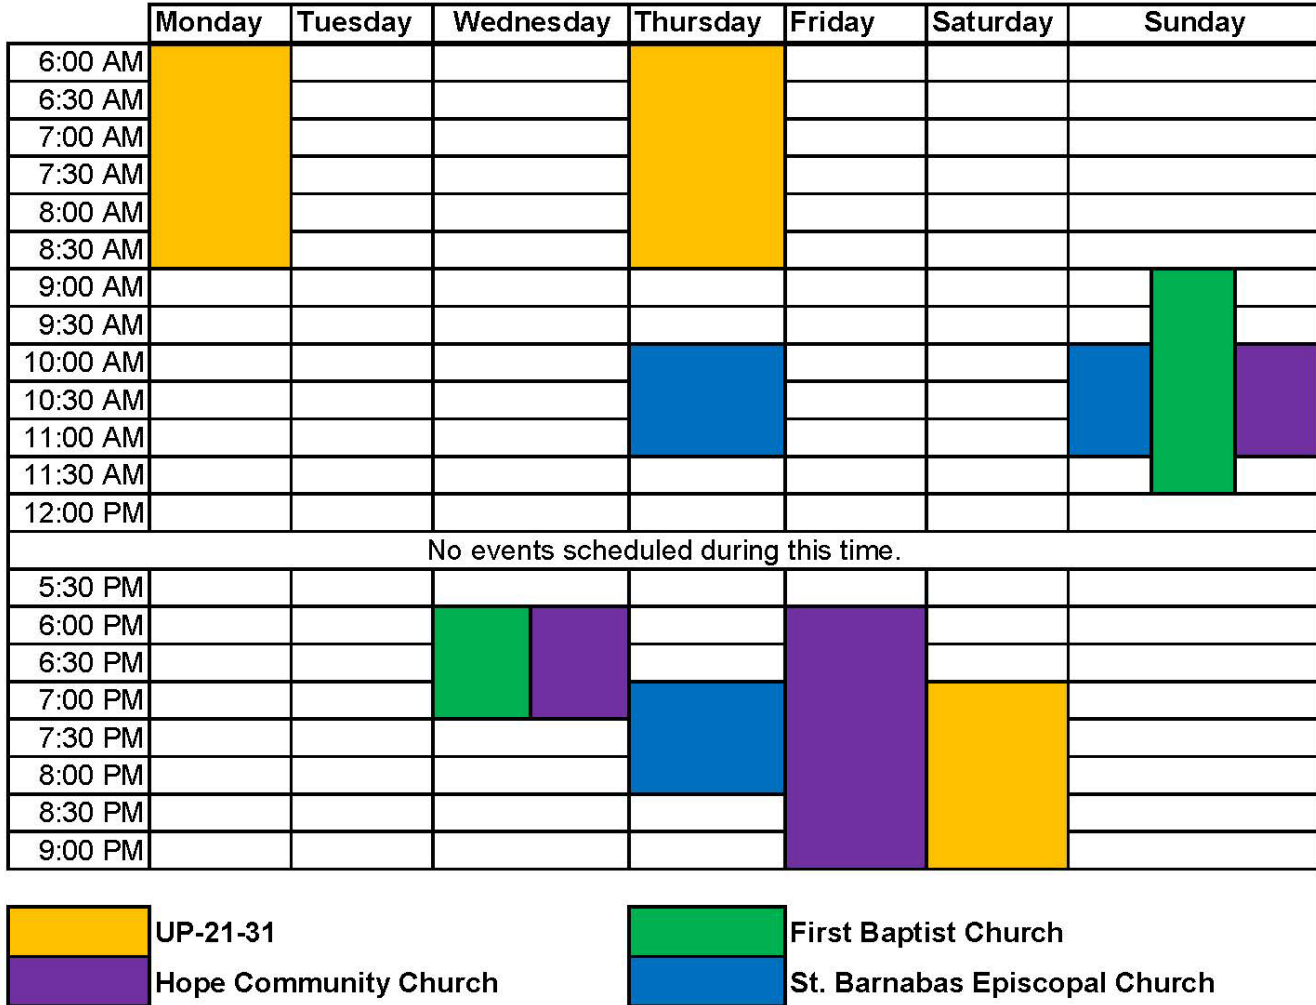 Monday Tuesday Wednesday Thursday Friday Saturday Sunday
6:00 AM
6:30 AM
7:00 AM
7:30 AM
8:00 AM
8:30 AM
9:00 AM
9:30 AM
10:00 AM
10:30 AM
11:00 AM
11:30 AM
12:00 PM
No events scheduled during this time.
5:30 PM
6:00 PM
6:30 PM
7:00 PM
7:30 PM
8:00 PM
8:30 PM
9:00 PM
UP-21-31 First Baptist Church
Hope Community Church St. Barnabas Episcopal Church